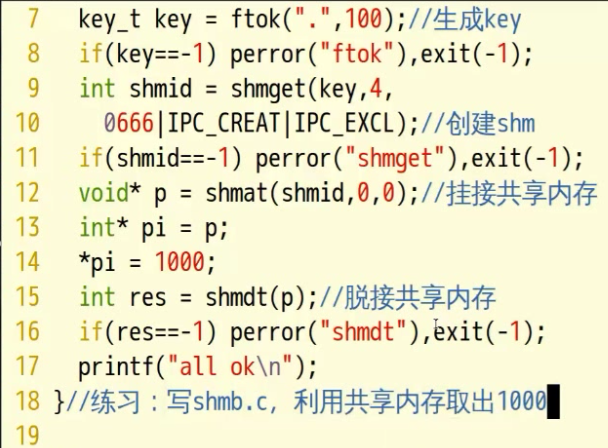 7 key_t key = ftok(".",100);//生成key
8 if(key==-1) perror("ftok"),exit(-1);
9 int shmid = shmget(key,4,
10 0666|IPC_CREAT|IPC_EXCL);//创建shm
11 if(shmid==-1) perror("shmget"),exit(-1);
12 void* p = shmat(shmid,0,0);//挂接共享内存
13 int* pi = p;
14 *pi = 1000;
15 int res = shmdt(p);//脱接共享内存
16 if(res==-1) perror("shmdt"),exit(-1);
17 printf("all ok\n");
18 }//练习：写shmb.c, 利用共享内存取出1000
19